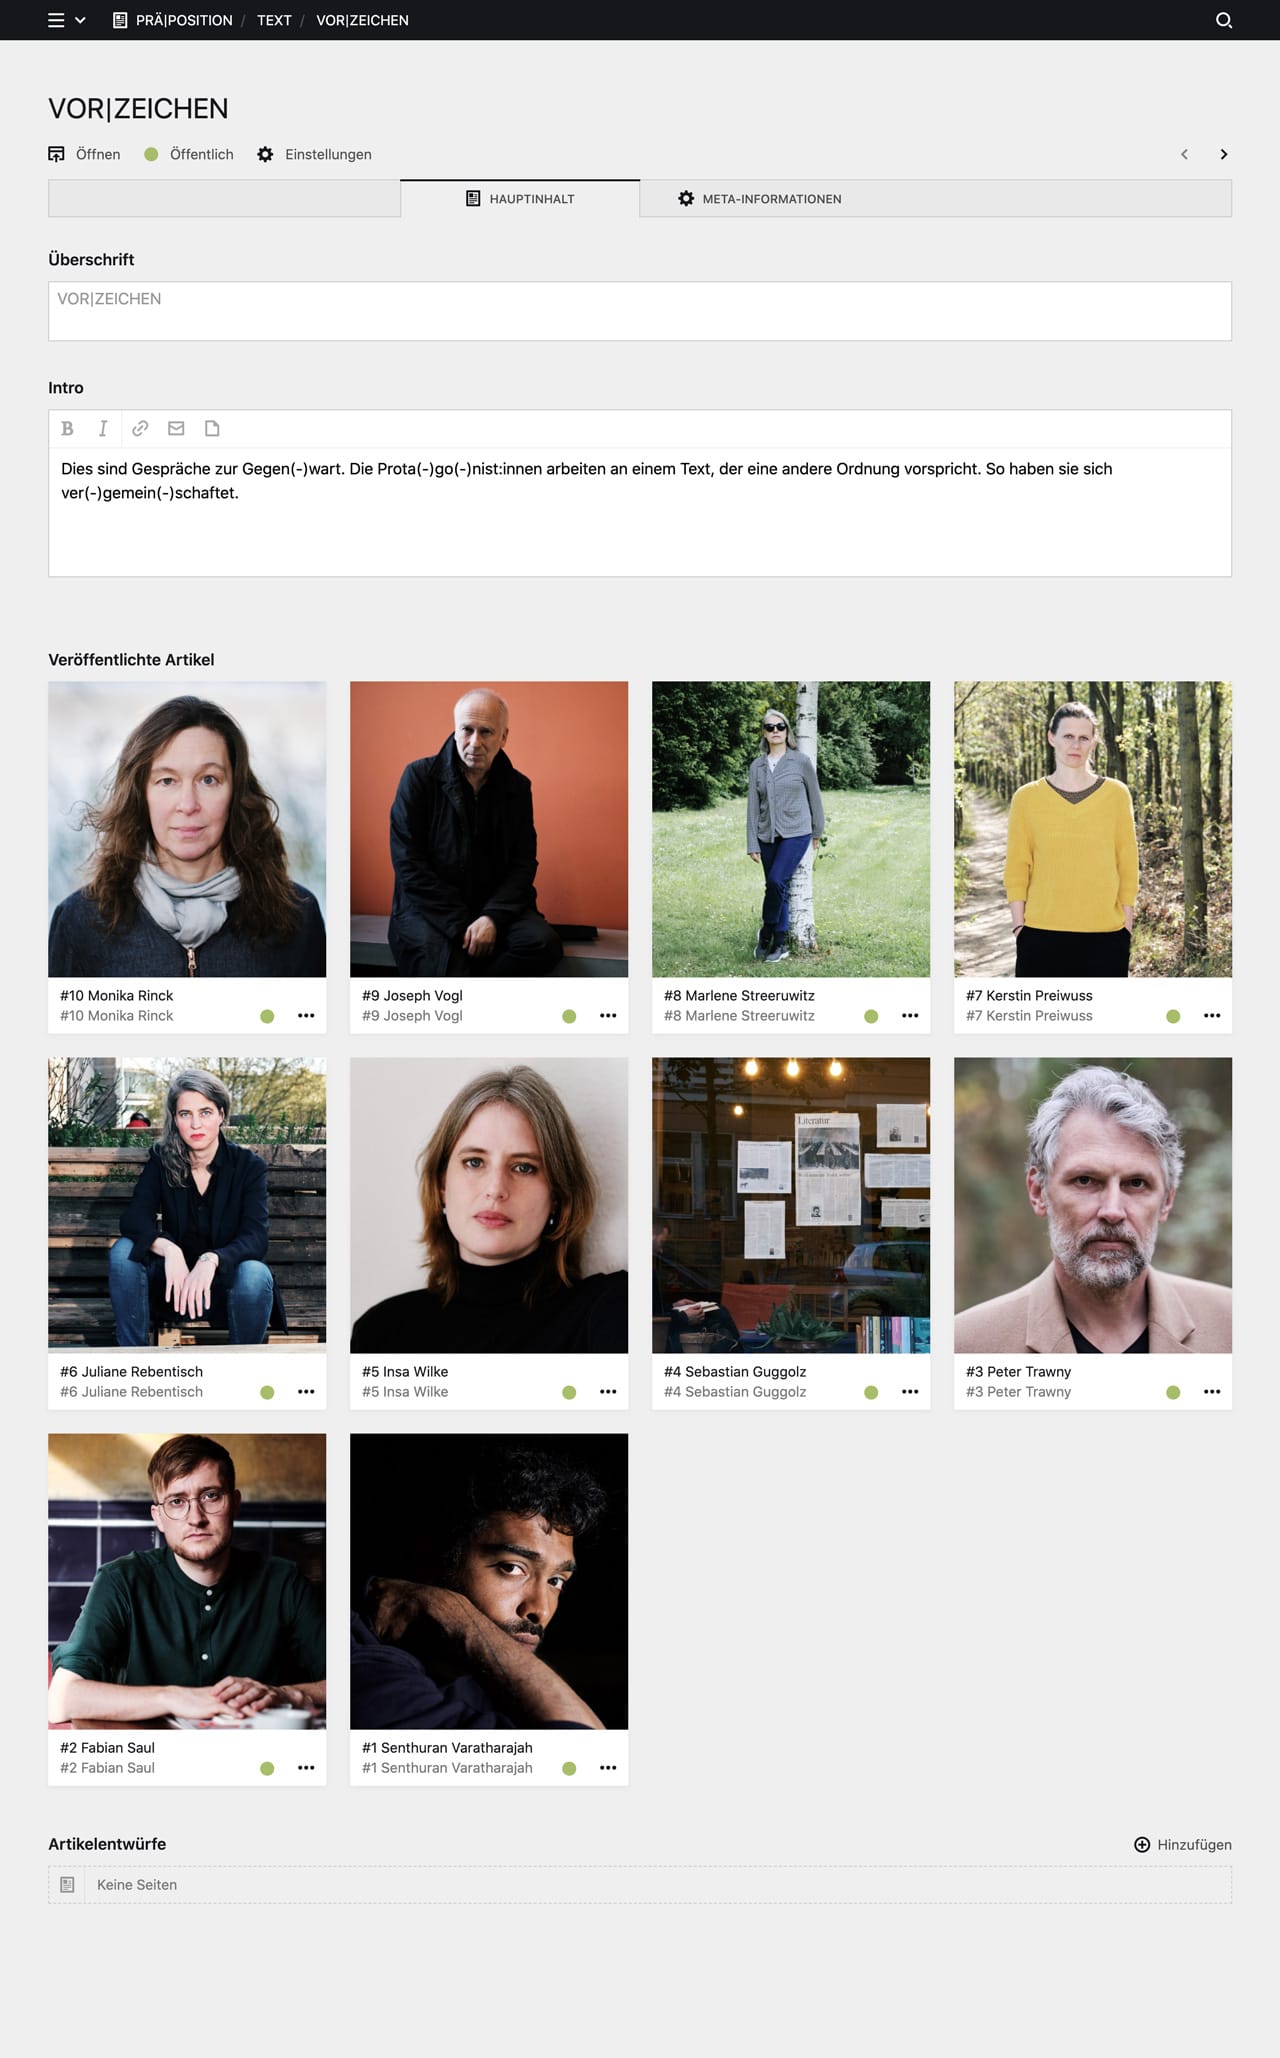 PRÄ|POSITION / TEXT / VOR|ZEICHEN
VOR|ZEICHEN
Öffnen Öffentlich Einstellungen
HAUPTINHALT META-INFORMATIONEN
Überschrift
VOR|ZEICHEN
Intro
B I
Dies sind Gespräche zur Gegen(-)wart. Die Prota(-)go(-)nist:innen arbeiten an einem Text, der eine andere Ordnung vorspricht. So haben sie sich
ver(-)gemein(-)schaftet.
Veröffentlichte Artikel
#10 Monika Rinck
#10 Monika Rinck
#9 Joseph Vogl
#9 Joseph Vogl
#8 Marlene Streeruwitz
#8 Marlene Streeruwitz
#7 Kerstin Preiwuss
#7 Kerstin Preiwuss
Literatur
#6 Juliane Rebentisch
#6 Juliane Rebentisch
#5 Insa Wilke
#5 Insa Wilke
#4 Sebastian Guggolz
#4 Sebastian Guggolz
#3 Peter Trawny
#3 Peter Trawny
#2 Fabian Saul
#2 Fabian Saul
#1 Senthuran Varatharajah
#1 Senthuran Varatharajah
Artikelentwürfe
Hinzufügen
Keine Seiten